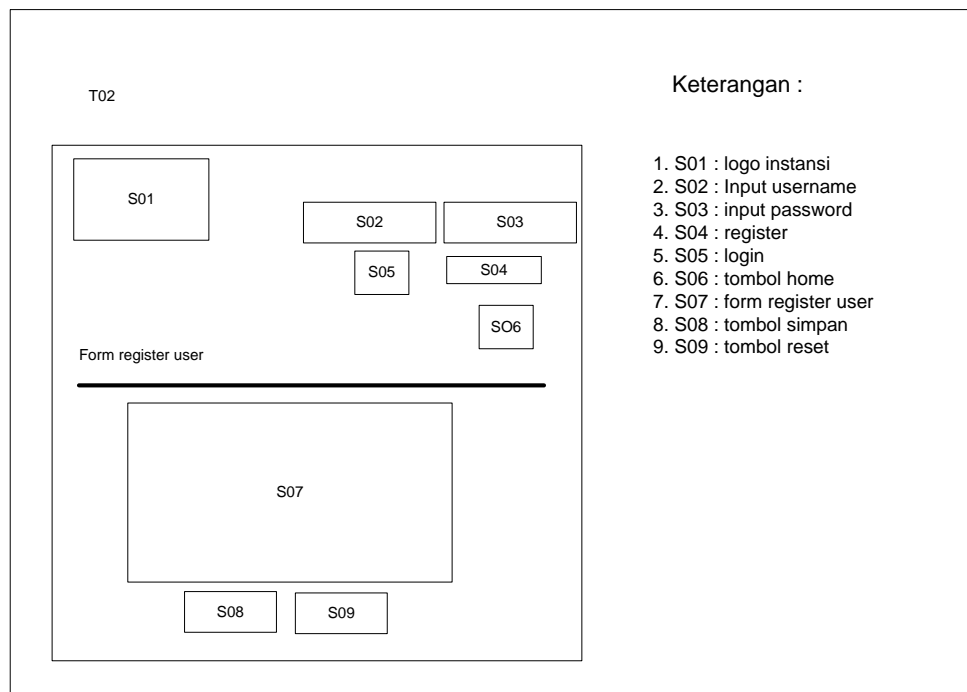 T02
Keterangan :
S01
S02
S03
S05
S04
SO6
Form register user
S07
S08
S09
1. S01 : logo instansi
2. S02 : Input username
3. S03 : input password
4. S04 : register
5. S05 : login
6. S06 : tombol home
7. S07 : form register user
8. S08 : tombol simpan
9. S09 : tombol reset